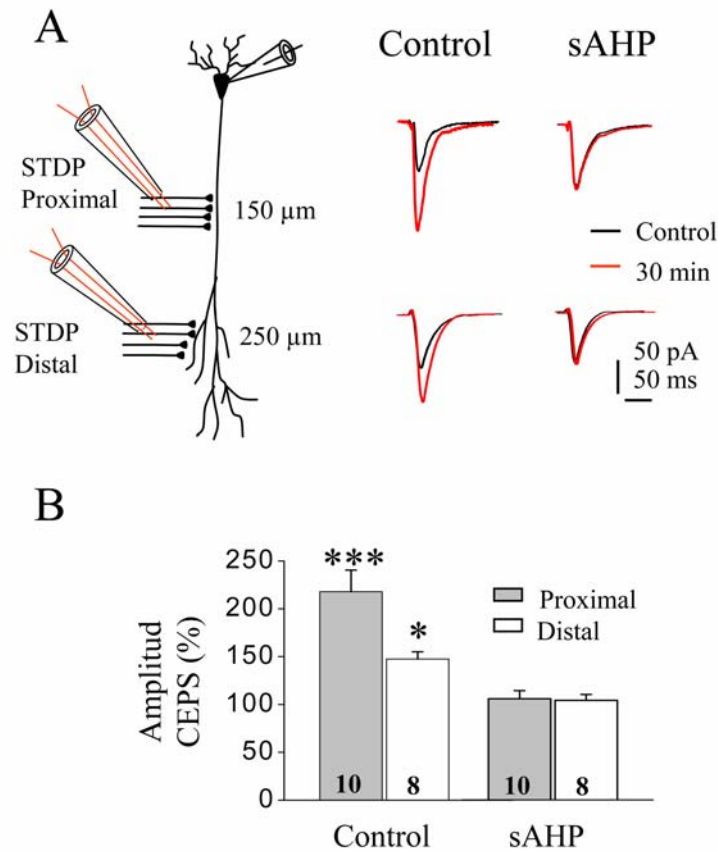 A
Control
sAHP
STDP
Proximal
150 µm
Control
30 min
STDP
Distal
250 µm
50 pA
50 ms
B
Amplitud
CEPS (%)
250
200
150
100
50
0
***
*
Proximal
Distal
10
8
10
8
Control
sAHP